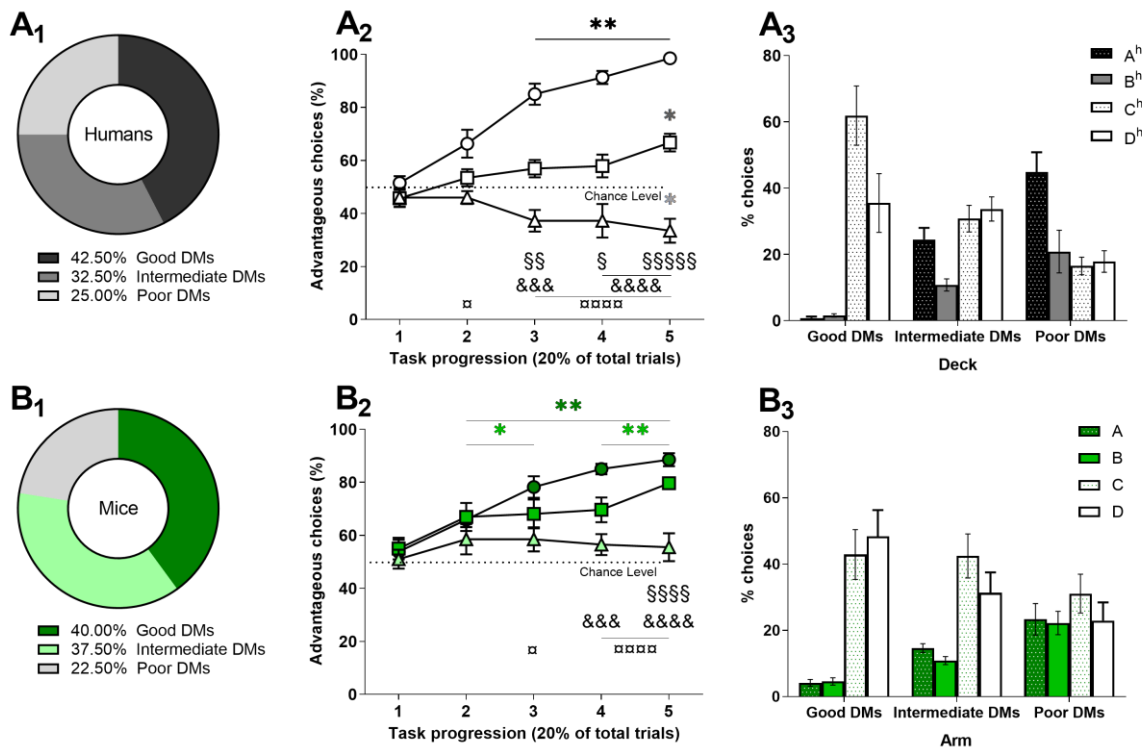 A1
Humans
42.50% Good DMs
32.50% Intermediate DMs
25.00% Poor DMs
A2
**
Advantageous choices (%)
100
80
60
40
20
0
*
Chance Level
*
§§ § §§§§§
&&& &&&&
¤ ¤¤¤¤
1 2 3 4 5
Task progression (20% of total trials)
A3
% choices
80
60
40
20
0
Aʰ
Bʰ
Cʰ
Dʰ
Good DMs Intermediate DMs Poor DMs
Deck
B1
Mice
40.00% Good DMs
37.50% Intermediate DMs
22.50% Poor DMs
B2
**
* **
Advantageous choices (%)
100
80
60
40
20
0
Chance Level
§§§§
&&& &&&&
¤ ¤¤¤¤
1 2 3 4 5
Task progression (20% of total trials)
B3
% choices
80
60
40
20
0
A
B
C
D
Good DMs Intermediate DMs Poor DMs
Arm